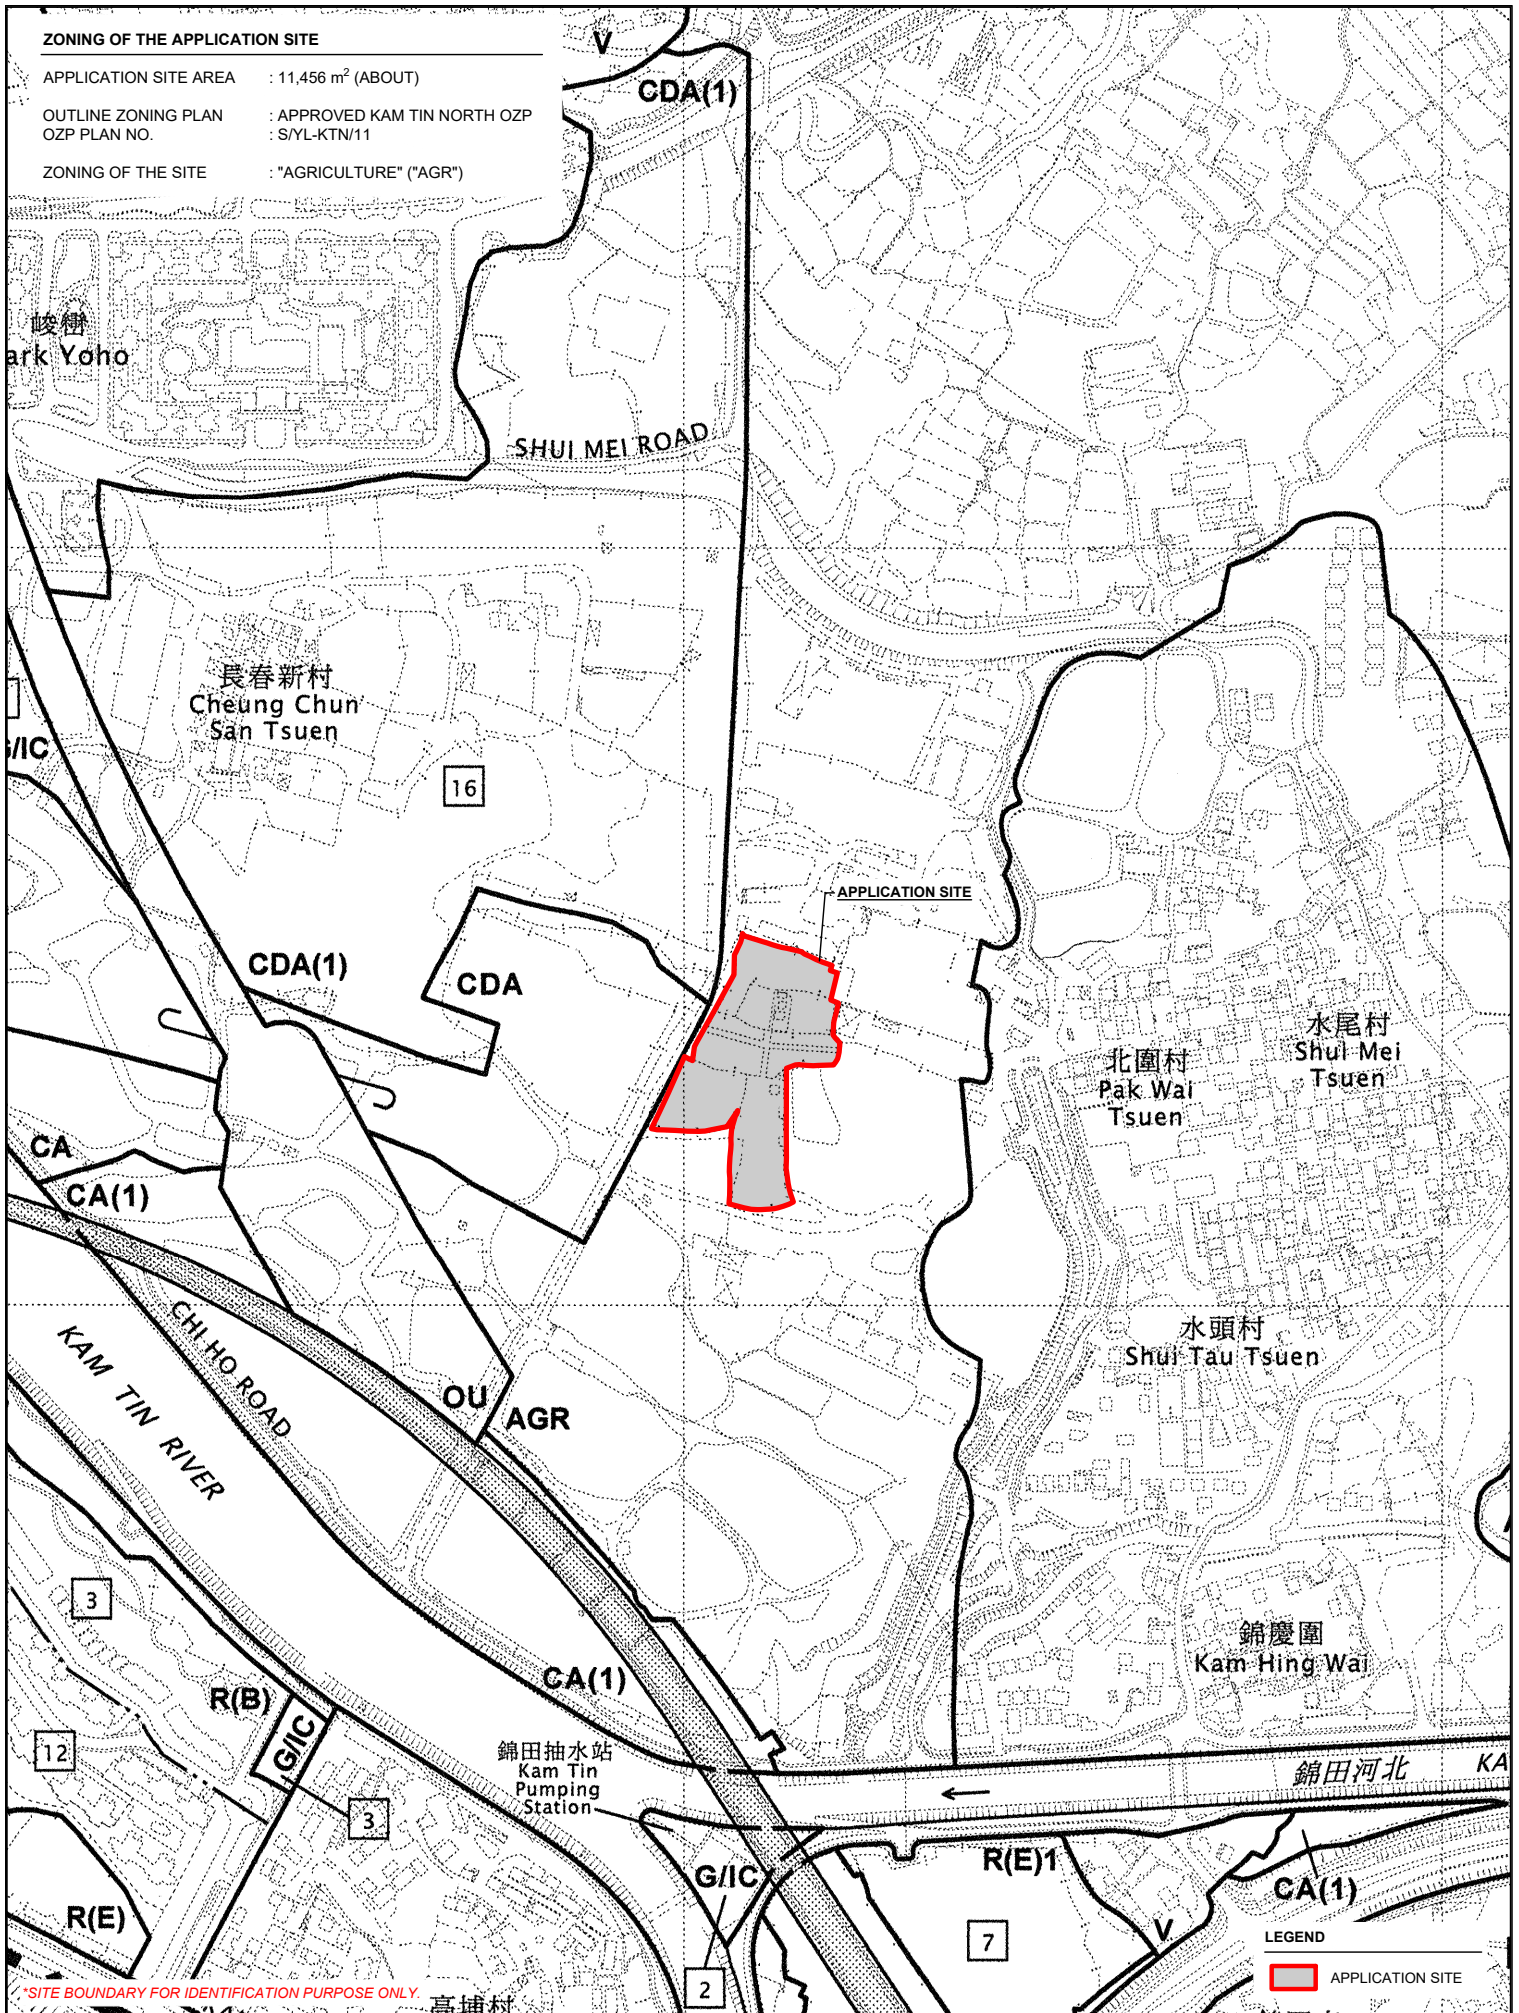 ZONING OF THE APPLICATION SITE
APPLICATION SITE AREA : 11,456 m² (ABOUT)
OUTLINE ZONING PLAN : APPROVED KAM TIN NORTH OZP
OZP PLAN NO. : S/YL-KTN/11
ZONING OF THE SITE : "AGRICULTURE" ("AGR")
V
CDA(1)
峻巒
ark Yoho
SHUI MEI ROAD
長春新村
Cheung Chun
San Tsuen
/IC
16
APPLICATION SITE
CDA(1)
CDA
水尾村
Shui Mei
Tsuen
北圍村
Pak Wai
Tsuen
CA
CA(1)
CHI HO ROAD
KAM TIN RIVER
水頭村
Shui Tau Tsuen
OU
AGR
3
錦慶圍
Kam Hing Wai
CA(1)
R(B)
G/IC
12
3
錦田抽水站
Kam Tin
Pumping
Station
錦田河北 KA
G/IC
R(E)1
CA(1)
R(E)
7
V
2
LEGEND
APPLICATION SITE
*SITE BOUNDARY FOR IDENTIFICATION PURPOSE ONLY.
高埔村